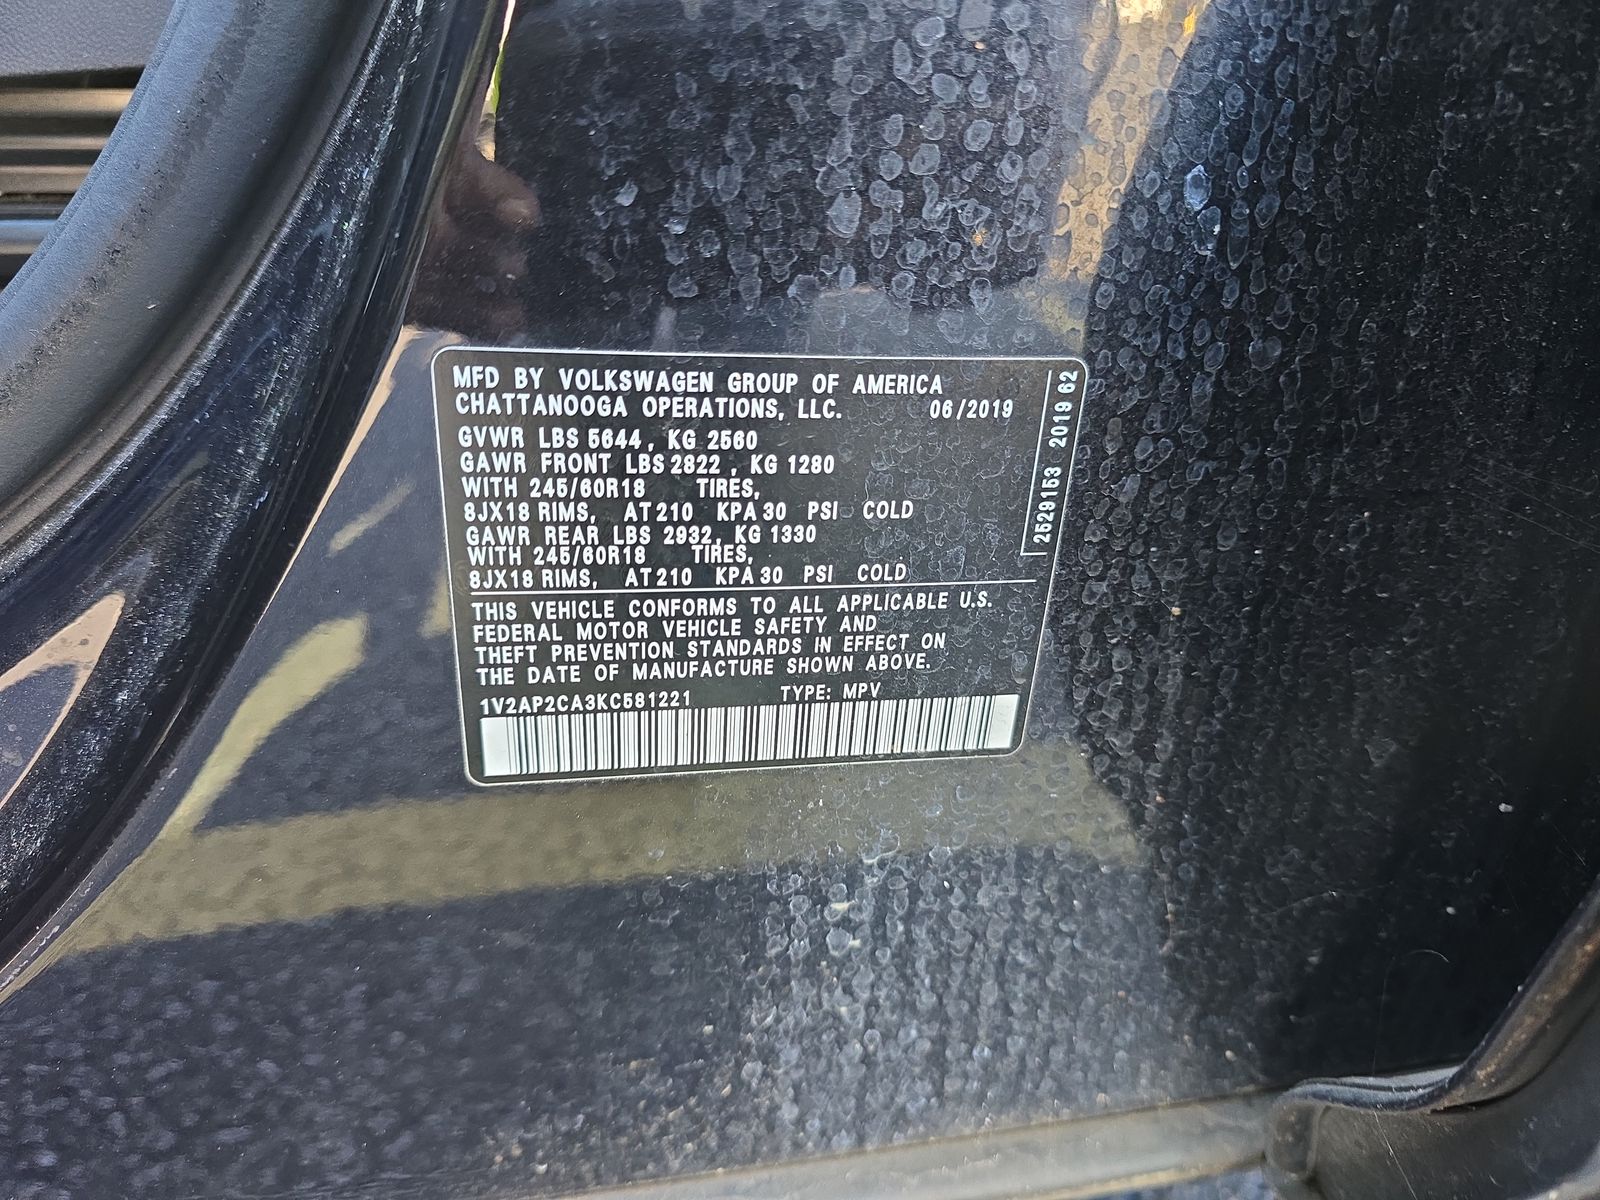 MFD BY VOLKSWAGEN GROUP OF AMERICA
CHATTANOOGA OPERATIONS, LLC. 06/2019
GVWR LBS 5644, KG 2560
GAWR FRONT LBS 2822, KG 1280
WITH 245/60R18 TIRES,
8JX18 RIMS, AT 210 KPA 30 PSI COLD
GAWR REAR LBS 2932, KG 1330
WITH 245/60R18 TIRES,
8JX18 RIMS, AT 210 KPA 30 PSI COLD
THIS VEHICLE CONFORMS TO ALL APPLICABLE U.S.
FEDERAL MOTOR VEHICLE SAFETY AND
THEFT PREVENTION STANDARDS IN EFFECT ON
THE DATE OF MANUFACTURE SHOWN ABOVE.
1V2AP2CA3KC581221 TYPE: MPV
2529153 2019 62